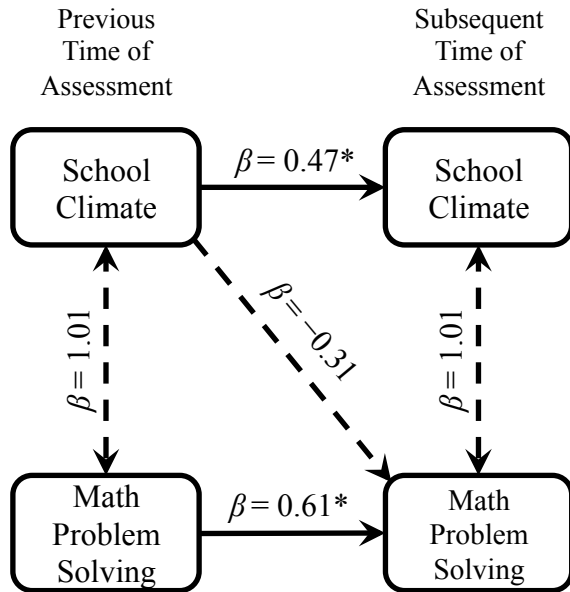 Previous
Time of
Assessment
Subsequent
Time of
Assessment
School
Climate
β = 0.47*
School
Climate
β = 1.01
β = −0.31
β = 1.01
Math
Problem
Solving
β = 0.61*
Math
Problem
Solving